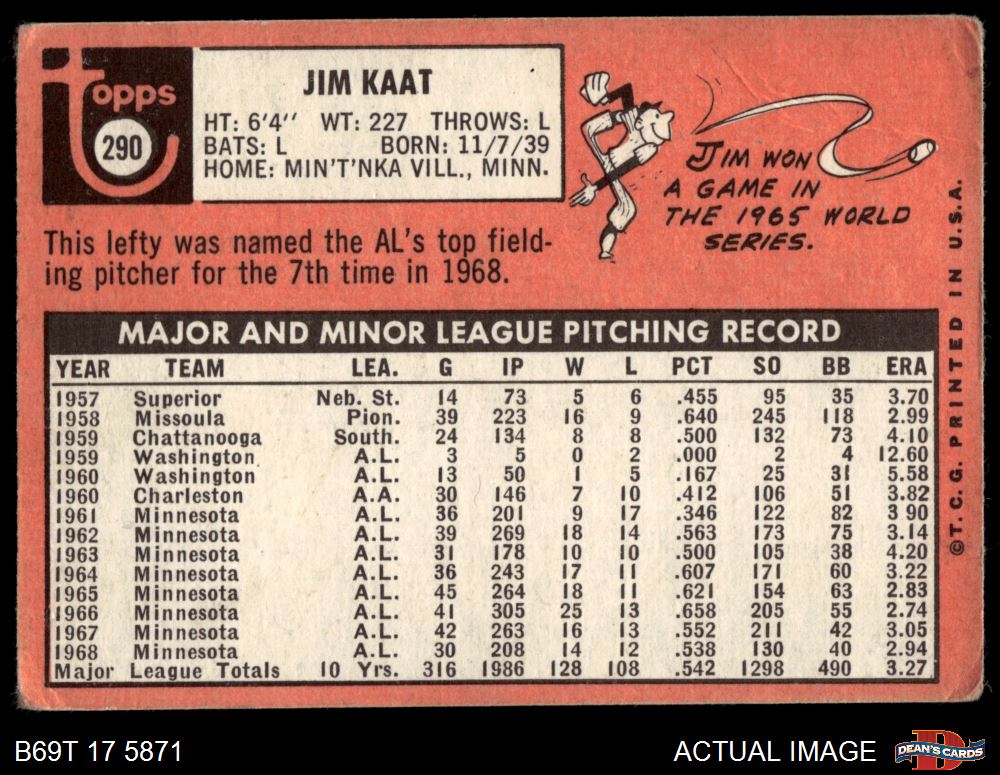 topps
290
JIM KAAT
HT: 6'4" WT: 227 THROWS: L
BATS: L BORN: 11/7/39
HOME: MIN'T'NKA VILL., MINN.
JIM WON
A GAME IN
THE 1965 WORLD
SERIES.
This lefty was named the AL's top field-
ing pitcher for the 7th time in 1968.
MAJOR AND MINOR LEAGUE PITCHING RECORD
YEAR TEAM LEA. G IP W L PCT SO BB ERA
1957 Superior Neb. St. 14 73 5 6 .455 95 35 3.70
1958 Missoula Pion. 39 223 16 9 .640 245 118 2.99
1959 Chattanooga South. 24 134 8 8 .500 132 73 4.10
1959 Washington A.L. 3 5 0 2 .000 2 4 12.60
1960 Washington A.L. 13 50 1 5 .167 25 31 5.58
1960 Charleston A.A. 30 146 7 10 .412 106 51 3.82
1961 Minnesota A.L. 36 201 9 17 .346 122 82 3.90
1962 Minnesota A.L. 39 269 18 14 .563 173 75 3.14
1963 Minnesota A.L. 31 178 10 10 .500 105 38 4.20
1964 Minnesota A.L. 36 243 17 11 .607 171 60 3.22
1965 Minnesota A.L. 45 264 18 11 .621 154 63 2.83
1966 Minnesota A.L. 41 305 25 13 .658 205 55 2.74
1967 Minnesota A.L. 42 263 16 13 .552 211 42 3.05
1968 Minnesota A.L. 30 208 14 12 .538 130 40 2.94
Major League Totals 10 Yrs. 316 1986 128 108 .542 1298 490 3.27
©T.C.G. PRINTED IN U.S.A.
B69T 17 5871
ACTUAL IMAGE
DEAN'S CARDS